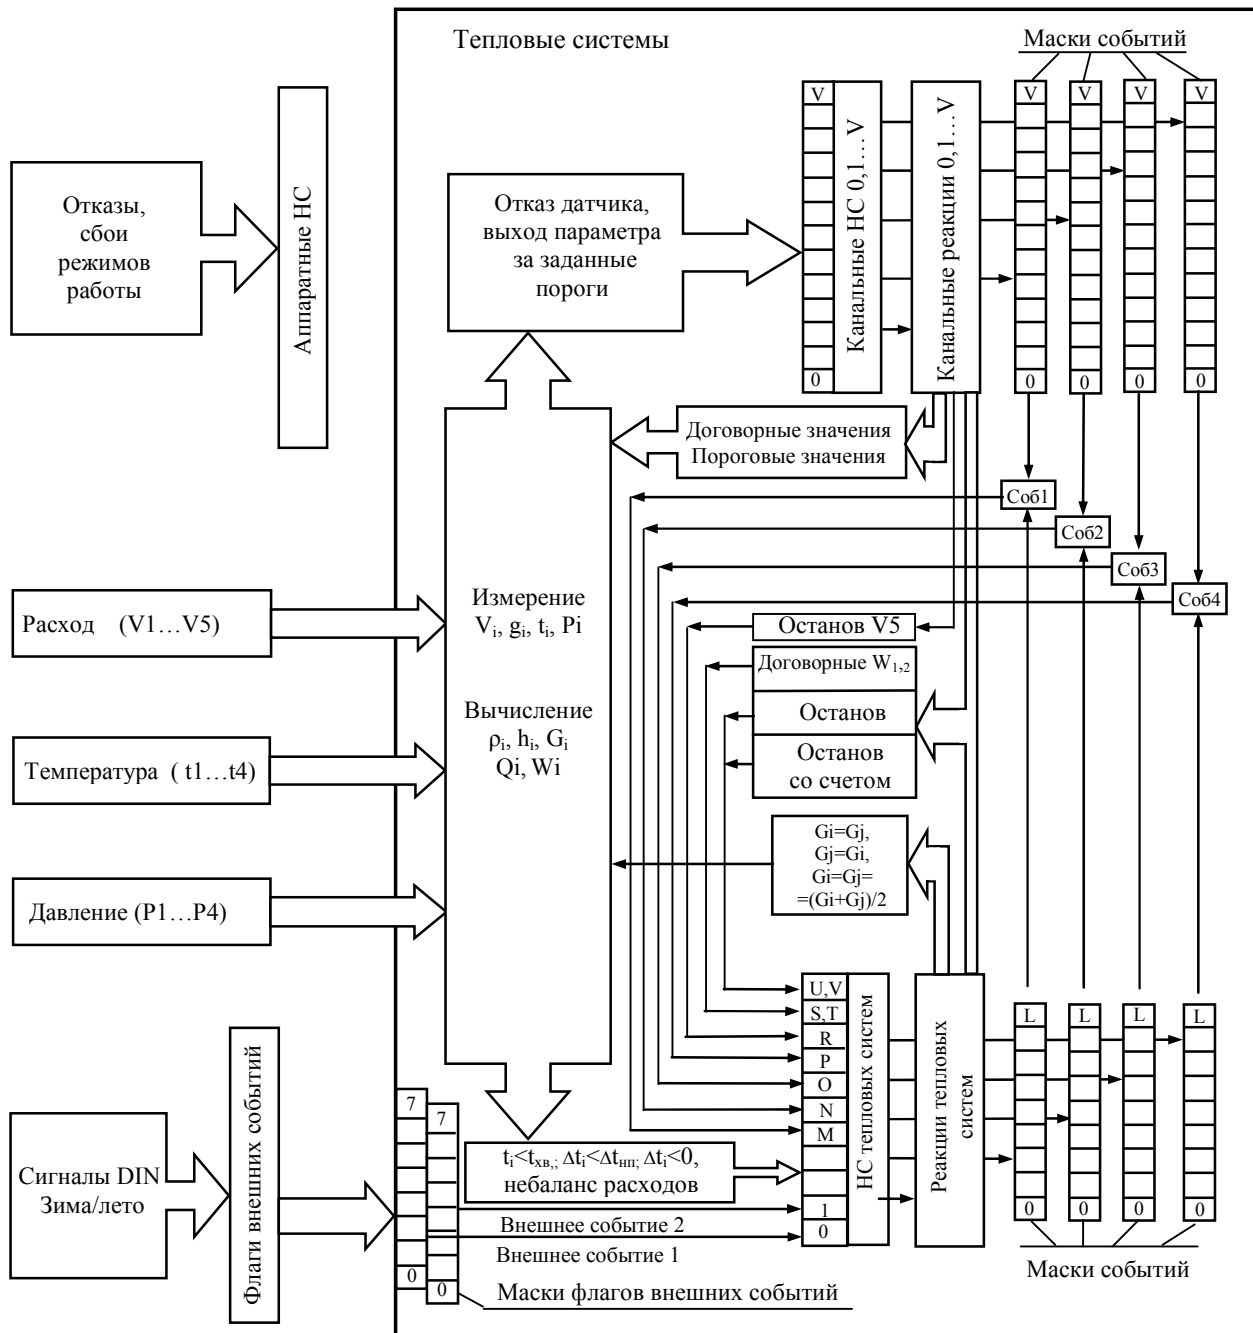 Тепловые системы
Маски событий
V
0
Канальные НС 0,1…V
Канальные реакции 0,1…V
V
V
V
V
0
0
0
0
Отказы,
сбои
режимов
работы
Аппаратные НС
Отказ датчика,
выход параметра
за заданные
пороги
Договорные значения
Пороговые значения
Соб1
Соб2
Соб3
Соб4
Расход (V1…V5)
Температура ( t1…t4)
Давление (P1…P4)
Измерение
Vi, gi, ti, Pi
Вычисление
ρi, hi, Gi
Qi, Wi
Останов V5
Договорные W1,2
Останов
Останов
со счетом
Gi=Gj,
Gj=Gi,
Gi=Gj=
=(Gi+Gj)/2
U,V
S,T
R
P
O
N
M
1
0
НС тепловых систем
Реакции тепловых
систем
L
L
L
L
0
0
0
0
Маски событий
Сигналы DIN
Зима/лето
Флаги внешних событий
7
0
7
0
ti<tхв,; Δti<Δtнп; Δti<0,
небаланс расходов
Внешнее событие 2
Внешнее событие 1
Маски флагов внешних событий